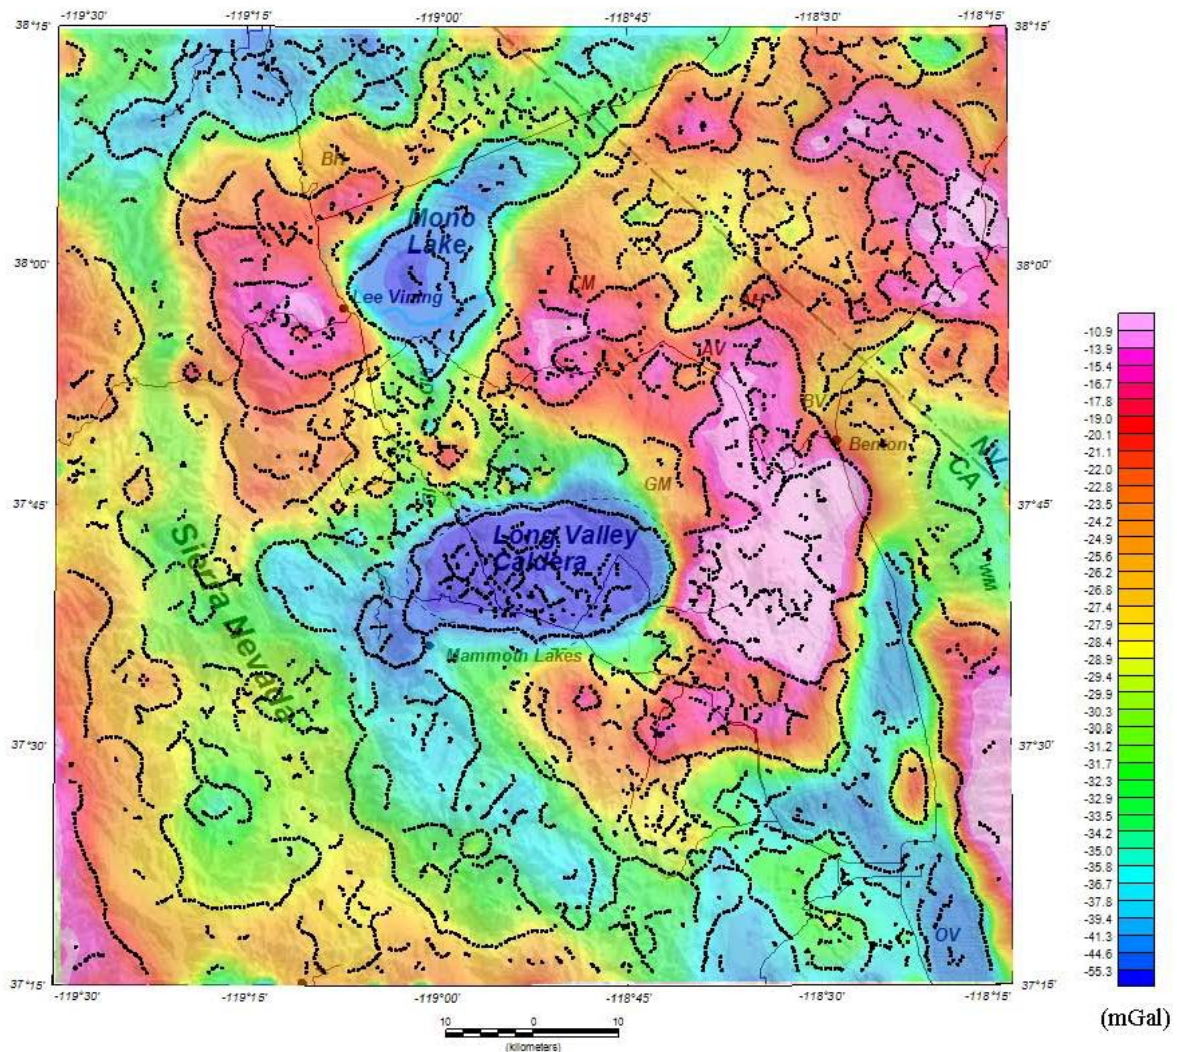 -119°30' -119°15' -119°00' -118°45' -118°30' -118°15'
38°15' 38°15'
BH
Mono
Lake
38°00' 38°00'
CM
Lee Vining
AH
AV
BV
Benton
NV
CA
GM
37°45' 37°45'
Long Valley
Caldera
Sierra Nevada
WM
Mammoth Lakes
37°30' 37°30'
OV
37°15' 37°15'
-119°30' -119°15' -119°00' -118°45' -118°30' -118°15'
10 0 10
(kilometers)
-10.9
-13.9
-15.4
-16.7
-17.8
-19.0
-20.1
-21.1
-22.0
-22.8
-23.5
-24.2
-24.9
-25.6
-26.2
-26.8
-27.4
-27.9
-28.4
-28.9
-29.4
-29.9
-30.3
-30.7
-31.2
-31.7
-32.3
-32.9
-33.5
-34.2
-35.0
-35.8
-36.7
-37.9
-39.4
-41.3
-44.6
-55.3
(mGal)